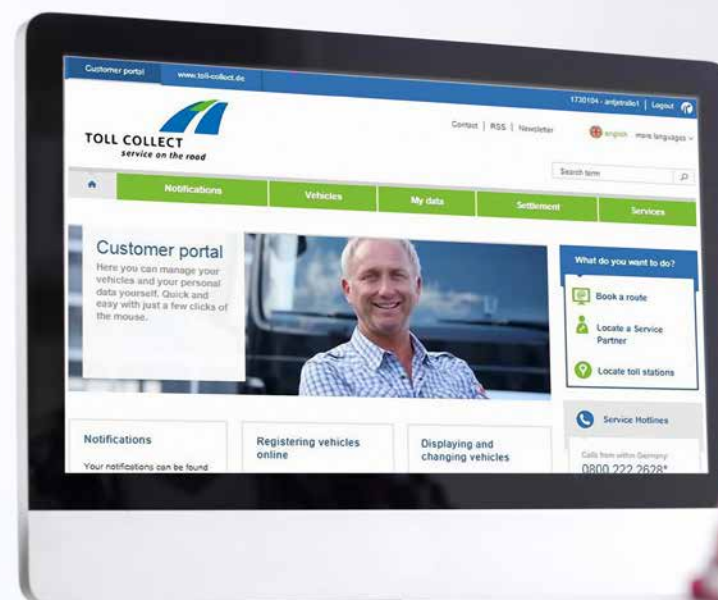 Customer portal
www.toll-collect.de
1730104 - antjetralle1 | Logout
Contact | RSS | Newsletter
english
more languages
TOLL COLLECT
service on the road
Search term
Notifications
Vehicles
My data
Settlement
Services
Customer portal
Here you can manage your
vehicles and your personal
data yourself. Quick and
easy with just a few clicks of
the mouse.
What do you want to do?
Book a route
Locate a Service
Partner
Locate toll stations
Service Hotlines
Calls from within Germany:
0800 222 2628*
Notifications
Your notifications can be found
Registering vehicles
online
Displaying and
changing vehicles